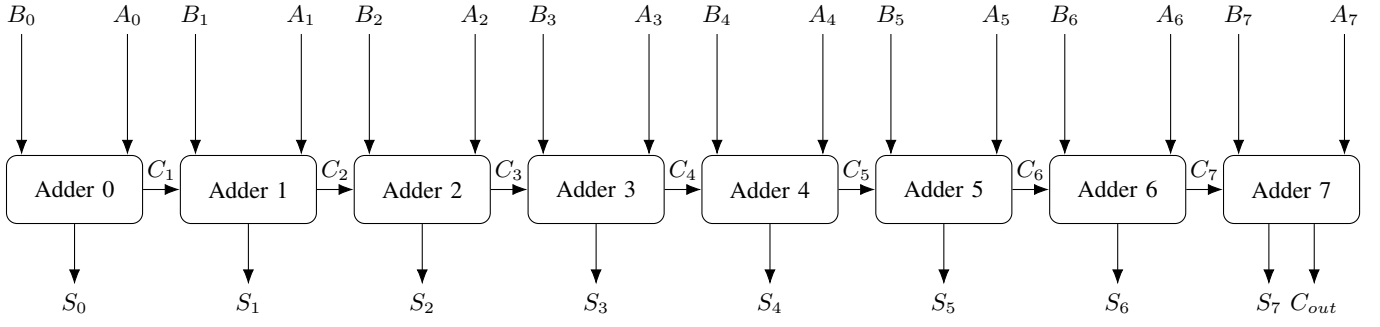 B₀ A₀ B₁ A₁ B₂ A₂ B₃ A₃ B₄ A₄ B₅ A₅ B₆ A₆ B₇ A₇
Adder 0 C₁ Adder 1 C₂ Adder 2 C₃ Adder 3 C₄ Adder 4 C₅ Adder 5 C₆ Adder 6 C₇ Adder 7
S₀ S₁ S₂ S₃ S₄ S₅ S₆ S₇ C_out